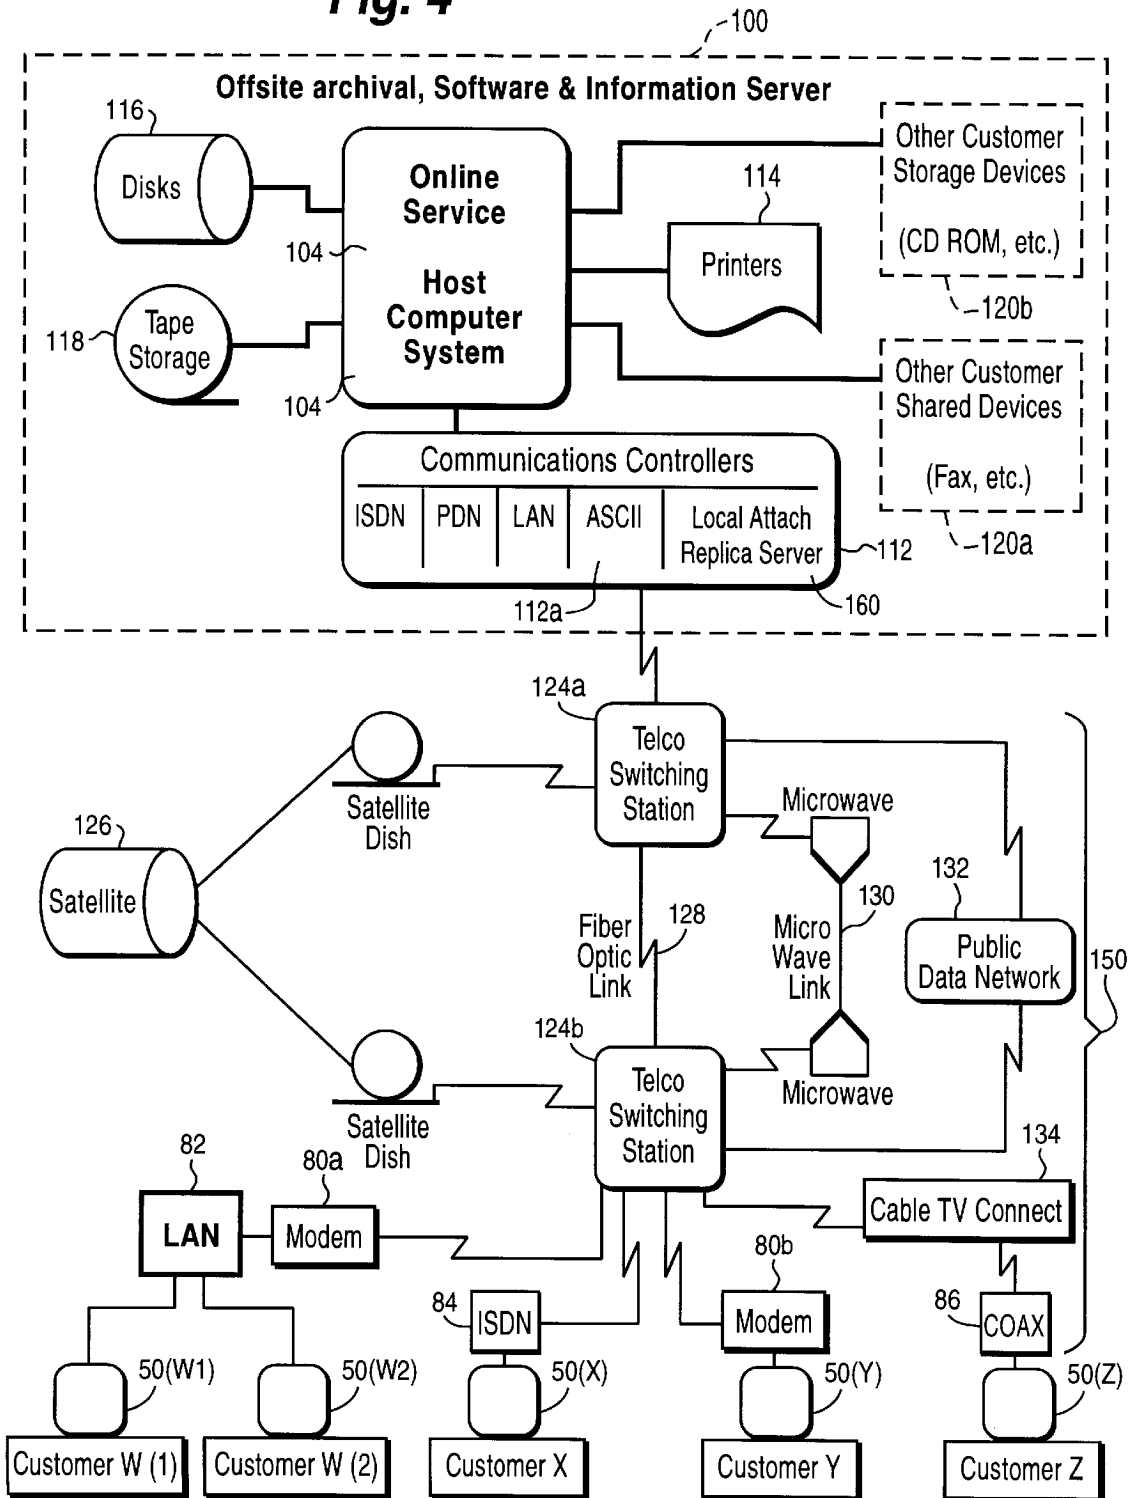 Fig. 4
100
Offsite archival, Software & Information Server
116
Disks
Online
Service
104
Host
Computer
System
104
114
Printers
Other Customer
Storage Devices
(CD ROM, etc.)
120b
118
Tape
Storage
Other Customer
Shared Devices
(Fax, etc.)
120a
Communications Controllers
ISDN
PDN
LAN
ASCII
Local Attach
Replica Server
112
112a
160
124a
Telco
Switching
Station
Satellite
Dish
Microwave
126
Satellite
132
Public
Data Network
130
128
Fiber
Optic
Link
Micro
Wave
Link
150
124b
Telco
Switching
Station
Microwave
Satellite
Dish
134
Cable TV Connect
82
LAN
80a
Modem
80b
Modem
84
ISDN
86
COAX
50(W1)
50(W2)
50(X)
50(Y)
50(Z)
Customer W (1)
Customer W (2)
Customer X
Customer Y
Customer Z